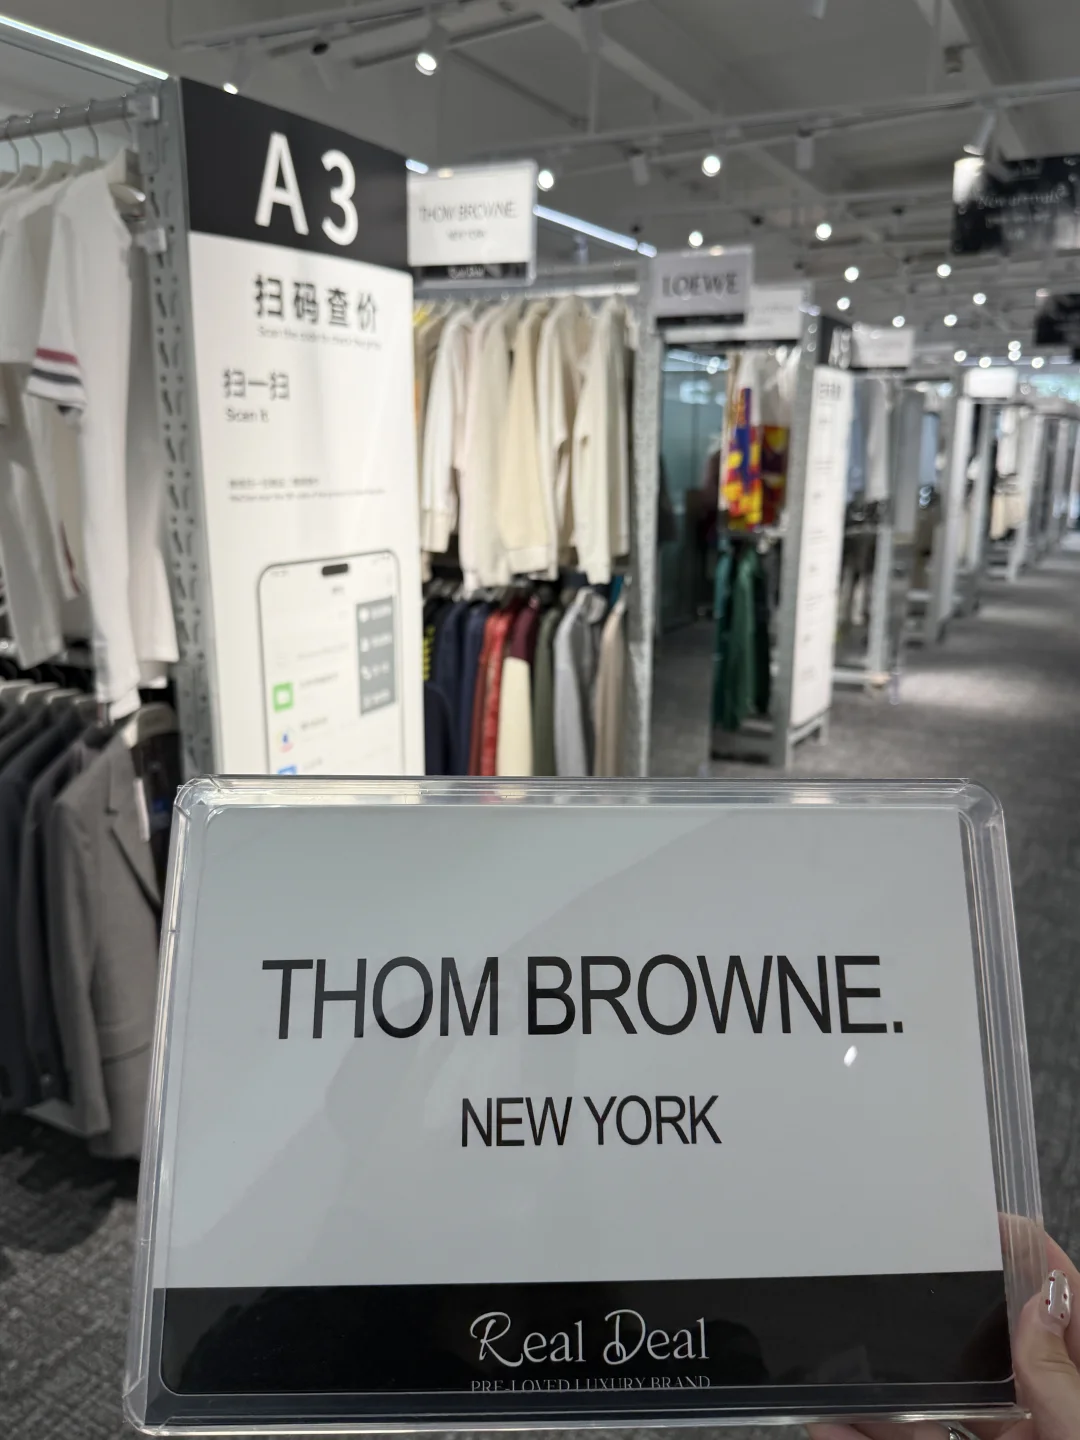 A3
扫码查价
扫一扫
Scan It
THOM BROWNE.
NEW YORK
LOEWE
THOM BROWNE.
NEW YORK
Real Deal
PRE-LOVED LUXURY BRAND